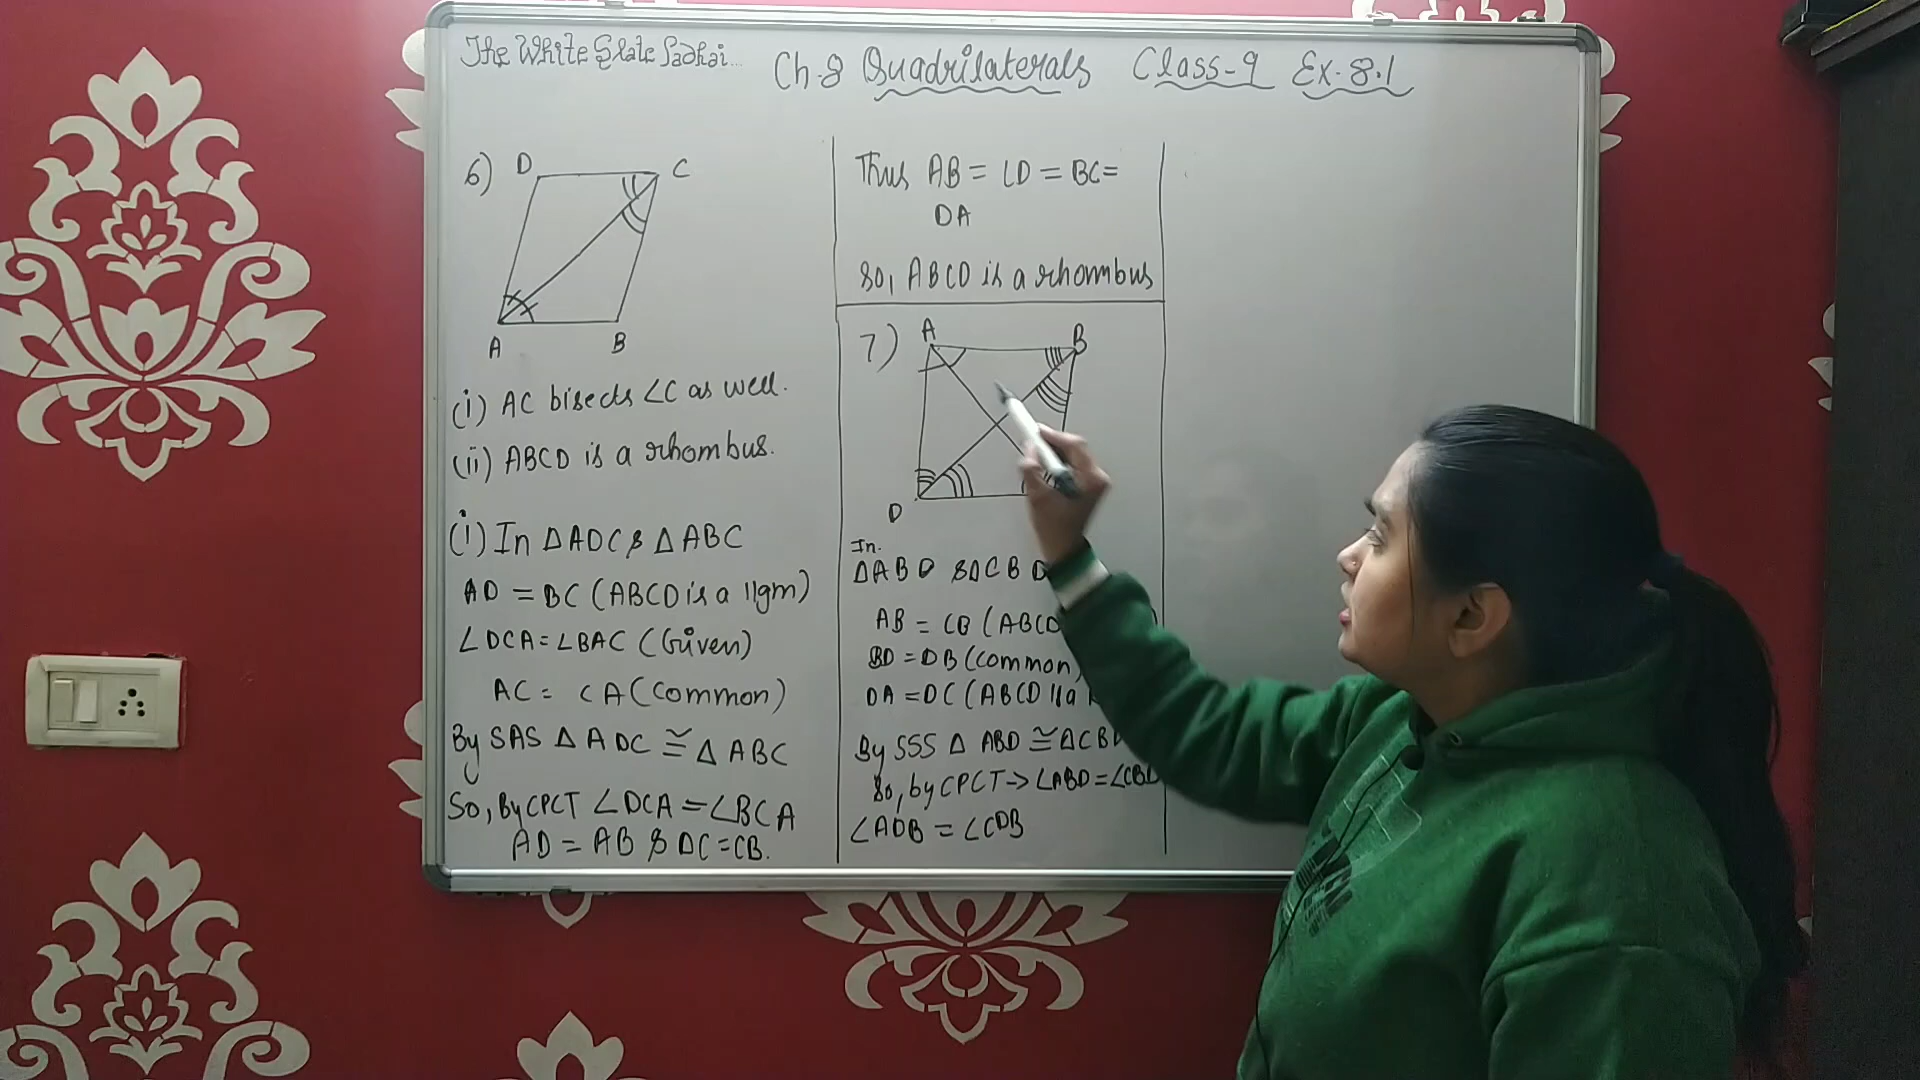 The White Slate Padhai...
Ch.8 Quadrilaterals Class-9 Ex.8.1
6) D C
A B
(i) AC bisects ∠C as well.
(ii) ABCD is a rhombus.
(i) In ΔADC & ΔABC
AD = BC (ABCD is a ||gm)
∠DCA = ∠BAC (Given)
AC = CA (Common)
By SAS ΔADC ≅ ΔABC
So, By CPCT ∠DCA = ∠BCA
AD = AB & DC = CB.
Thus AB = CD = BC =
DA
So, ABCD is a rhombus
7) A B
D
In.
ΔABD & ΔCBD
AB = CB (ABCD
BD = DB (Common)
DA = DC (ABCD is a
By SSS Δ ABD ≅ ΔCBD
So, by CPCT → ∠ABD = ∠CBD
∠ADB = ∠CDB